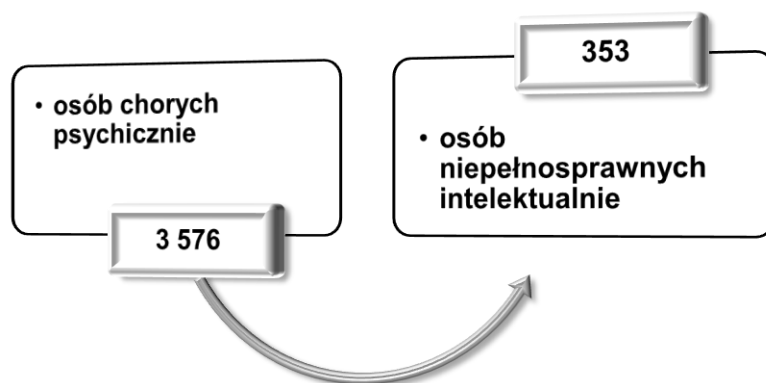 • osób chorych
psychicznie
3 576
353
• osób
niepełnosprawnych
intelektualnie